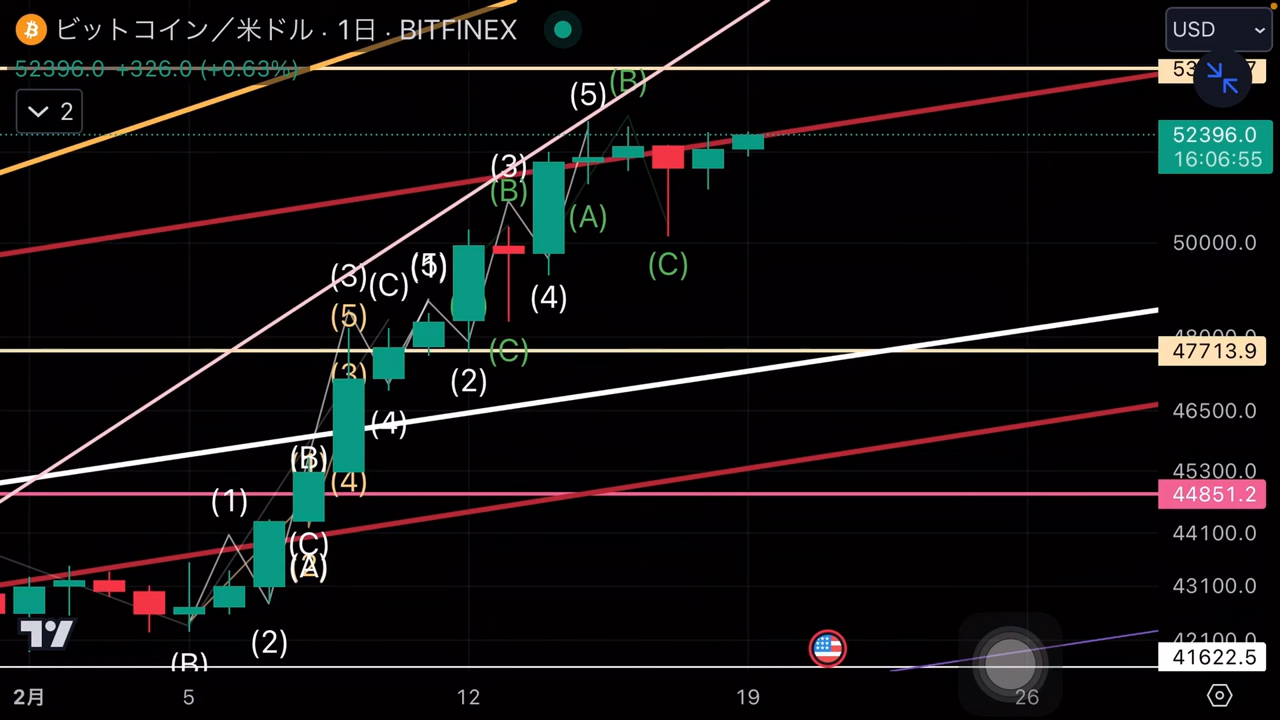 ビットコイン／米ドル · 1日 · BITFINEX
USD
52396.0 +326.0 (+0.63%)
2
52396.0
16:06:55
50000.0
48000.0
47713.9
46500.0
45300.0
44851.2
44100.0
43100.0
42100.0
41622.5
(B)
(5)
(3)
(B)
(A)
(C)
(4)
(3)
(C)
(5)
(5)
(C)
(3)
(2)
(4)
(B)
(4)
(1)
(C)
(A)
(2)
(B)
2月
5
12
19
26